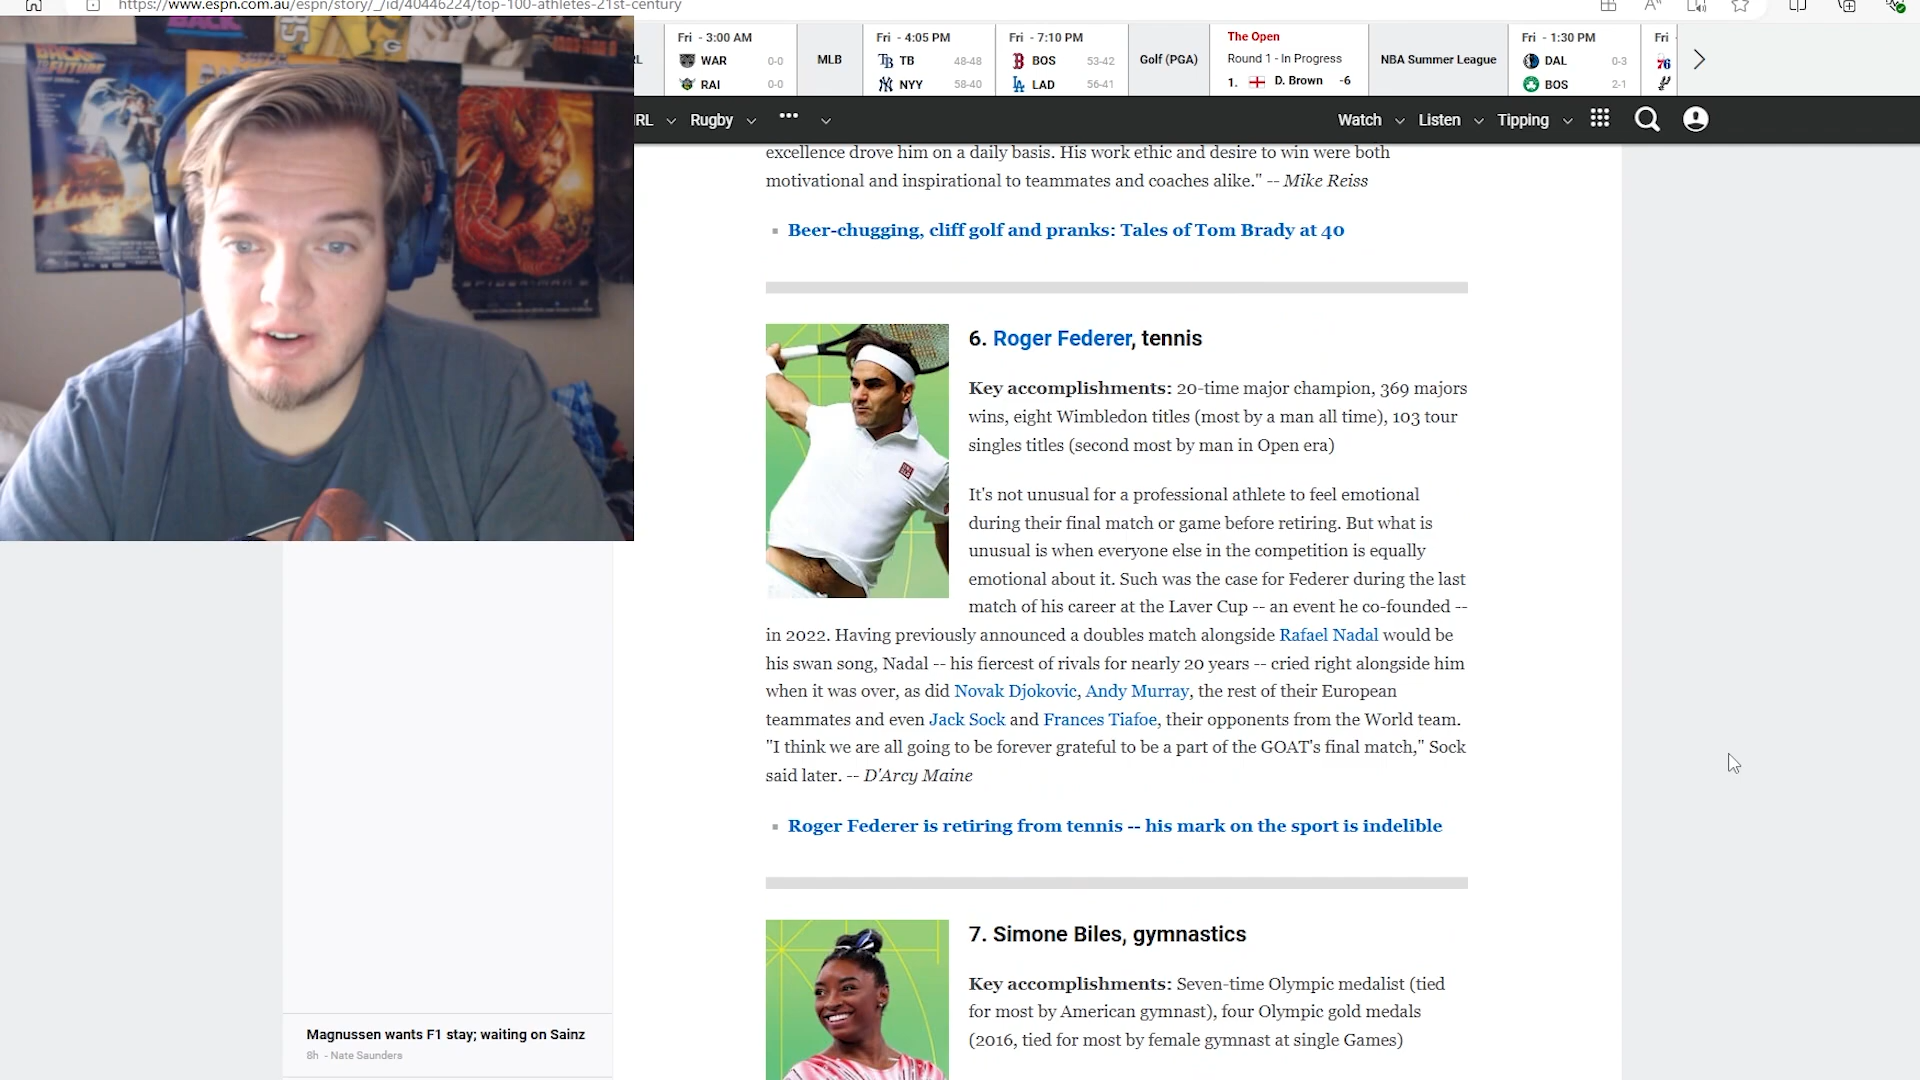 https://www.espn.com.au/espn/story/_/id/40446224/top-100-athletes-21st-century
BACK TO THE FUTURE
SPIDER-MAN
Fri - 3:00 AM
WAR 0-0
RAI 0-0
MLB
Fri - 4:05 PM
TB 48-48
NYY 58-40
Fri - 7:10 PM
BOS 53-42
LAD 56-41
Golf (PGA)
The Open
Round 1 - In Progress
1. D. Brown -6
NBA Summer League
Fri - 1:30 PM
DAL 0-3
BOS 2-1
Fri
76
Rugby
•••
Watch
Listen
Tipping
excellence drove him on a daily basis. His work ethic and desire to win were both
motivational and inspirational to teammates and coaches alike." -- Mike Reiss
Beer-chugging, cliff golf and pranks: Tales of Tom Brady at 40
6. Roger Federer, tennis
Key accomplishments: 20-time major champion, 369 majors
wins, eight Wimbledon titles (most by a man all time), 103 tour
singles titles (second most by man in Open era)
It's not unusual for a professional athlete to feel emotional
during their final match or game before retiring. But what is
unusual is when everyone else in the competition is equally
emotional about it. Such was the case for Federer during the last
match of his career at the Laver Cup -- an event he co-founded --
in 2022. Having previously announced a doubles match alongside Rafael Nadal would be
his swan song, Nadal -- his fiercest of rivals for nearly 20 years -- cried right alongside him
when it was over, as did Novak Djokovic, Andy Murray, the rest of their European
teammates and even Jack Sock and Frances Tiafoe, their opponents from the World team.
"I think we are all going to be forever grateful to be a part of the GOAT's final match," Sock
said later. -- D'Arcy Maine
Roger Federer is retiring from tennis -- his mark on the sport is indelible
7. Simone Biles, gymnastics
Key accomplishments: Seven-time Olympic medalist (tied
for most by American gymnast), four Olympic gold medals
(2016, tied for most by female gymnast at single Games)
Magnussen wants F1 stay; waiting on Sainz
8h - Nate Saunders